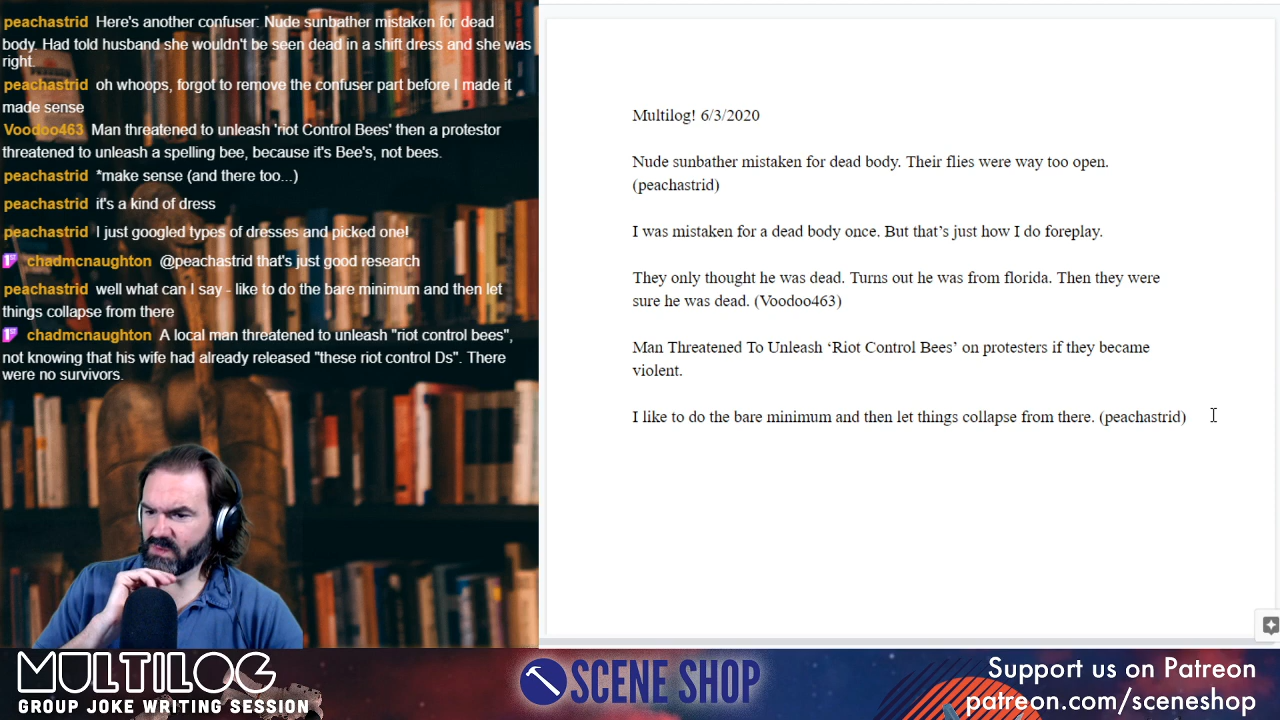 peachastrid Here's another confuser: Nude sunbather mistaken for dead
body. Had told husband she wouldn't be seen dead in a shift dress and she was
right.
peachastrid oh whoops, forgot to remove the confuser part before I made it
made sense
Voodoo463 Man threatened to unleash 'riot Control Bees' then a protestor
threatened to unleash a spelling bee, because it's Bee's, not bees.
peachastrid *make sense (and there too...)
peachastrid it's a kind of dress
peachastrid I just googled types of dresses and picked one!
chadmcnaughton @peachastrid that's just good research
peachastrid well what can I say - like to do the bare minimum and then let
things collapse from there
chadmcnaughton A local man threatened to unleash "riot control bees",
not knowing that his wife had already released "these riot control Ds". There
were no survivors.
Multilog! 6/3/2020
Nude sunbather mistaken for dead body. Their flies were way too open.
(peachastrid)
I was mistaken for a dead body once. But that’s just how I do foreplay.
They only thought he was dead. Turns out he was from florida. Then they were
sure he was dead. (Voodoo463)
Man Threatened To Unleash ‘Riot Control Bees’ on protesters if they became
violent.
I like to do the bare minimum and then let things collapse from there. (peachastrid)
MULTILOG
GROUP JOKE WRITING SESSION
SCENE SHOP
Support us on Patreon
patreon.com/sceneshop